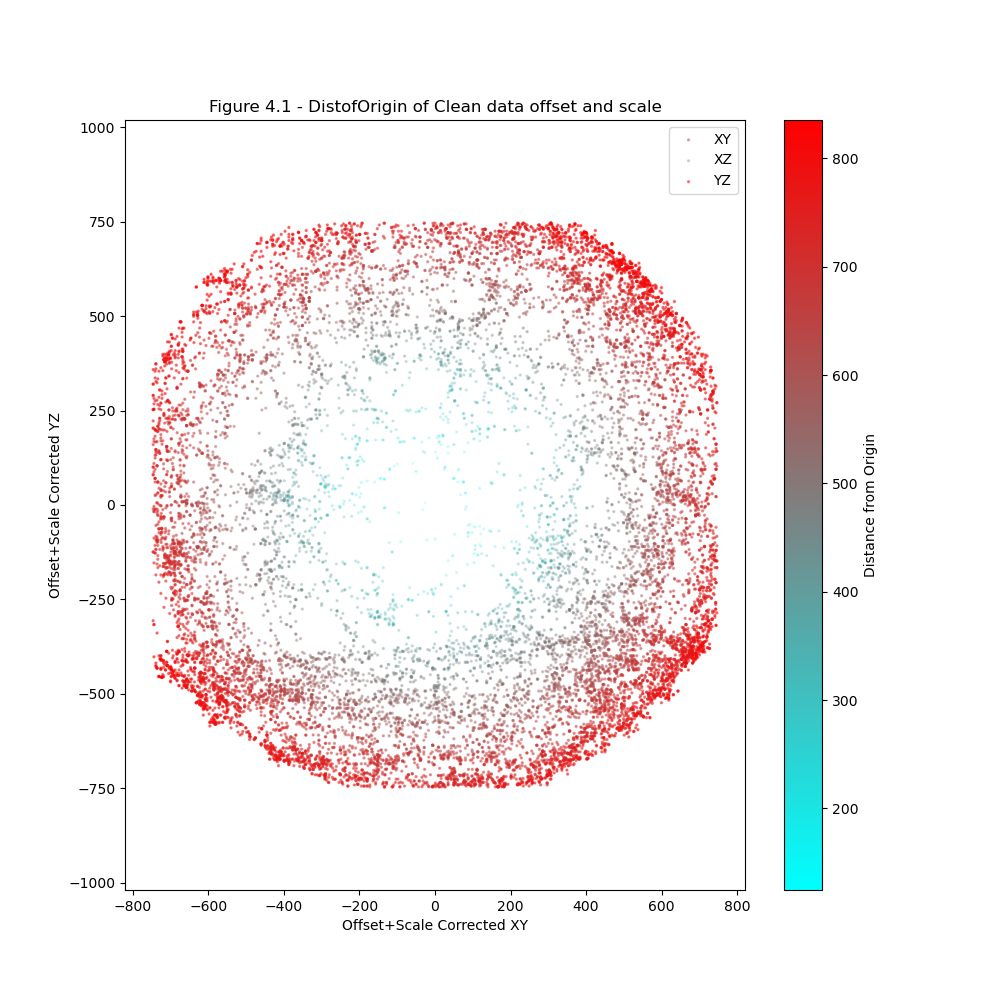 Figure 4.1 - DistofOrigin of Clean data offset and scale
XY
XZ
YZ
1000
750
500
250
0
−250
−500
−750
−1000
Offset+Scale Corrected YZ
−800 −600 −400 −200 0 200 400 600 800
Offset+Scale Corrected XY
800
700
600
500
400
300
200
Distance from Origin